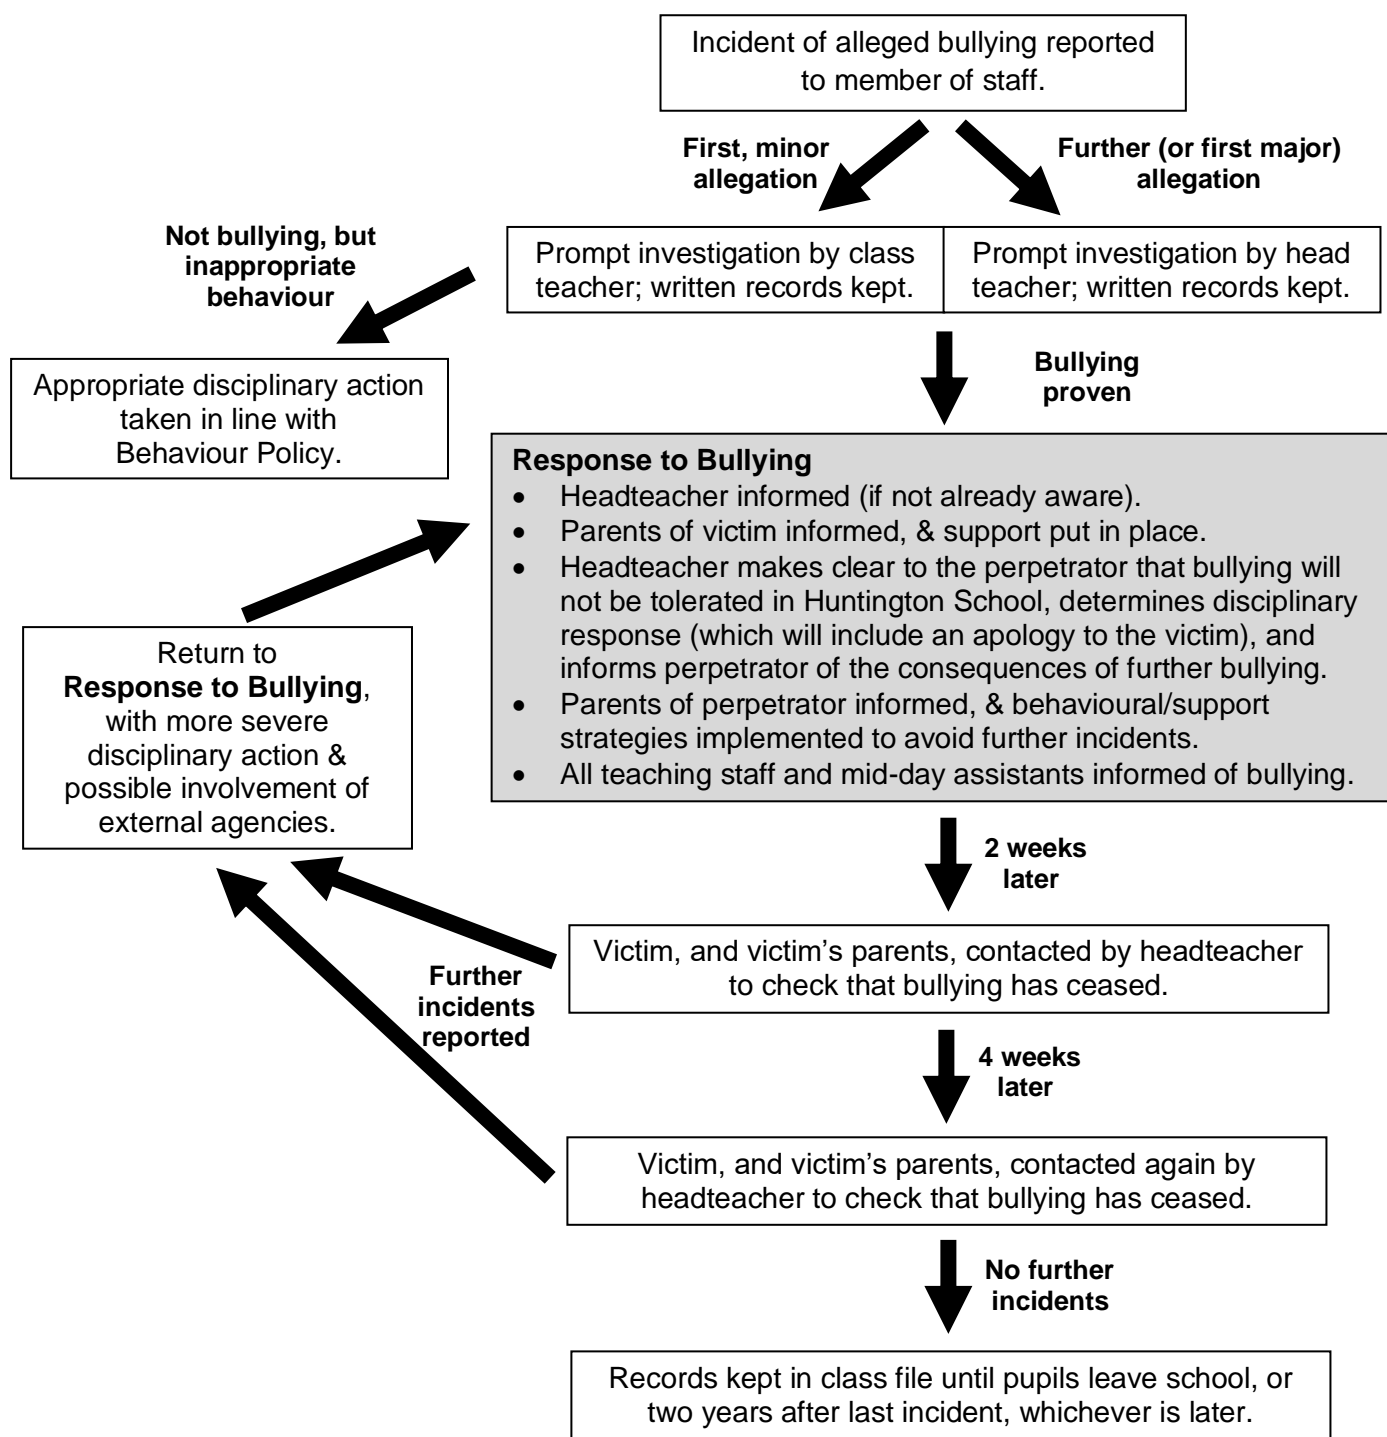 Incident of alleged bullying reported
to member of staff.
First, minor
allegation
Further (or first major)
allegation
Not bullying, but
inappropriate
behaviour
Prompt investigation by class
teacher; written records kept.
Prompt investigation by head
teacher; written records kept.
Bullying
proven
Appropriate disciplinary action
taken in line with
Behaviour Policy.
Response to Bullying
• Headteacher informed (if not already aware).
• Parents of victim informed, & support put in place.
• Headteacher makes clear to the perpetrator that bullying will
not be tolerated in Huntington School, determines disciplinary
response (which will include an apology to the victim), and
informs perpetrator of the consequences of further bullying.
• Parents of perpetrator informed, & behavioural/support
strategies implemented to avoid further incidents.
• All teaching staff and mid-day assistants informed of bullying.
Return to
Response to Bullying,
with more severe
disciplinary action &
possible involvement of
external agencies.
2 weeks
later
Victim, and victim’s parents, contacted by headteacher
to check that bullying has ceased.
Further
incidents
reported
4 weeks
later
Victim, and victim’s parents, contacted again by
headteacher to check that bullying has ceased.
No further
incidents
Records kept in class file until pupils leave school, or
two years after last incident, whichever is later.